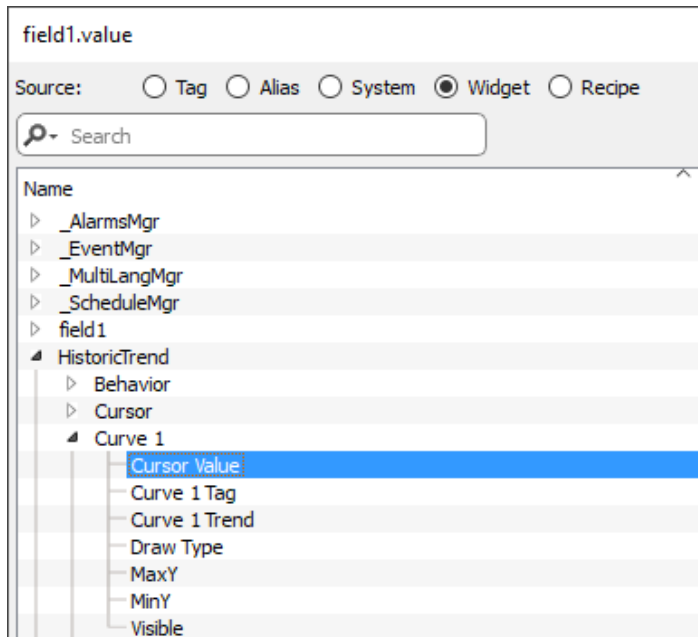 field1.value
Source: Tag Alias System Widget Recipe
Search
Name
_AlarmsMgr
_EventMgr
_MultiLangMgr
_ScheduleMgr
field1
HistoricTrend
Behavior
Cursor
Curve 1
Cursor Value
Curve 1 Tag
Curve 1 Trend
Draw Type
MaxY
MinY
Visible